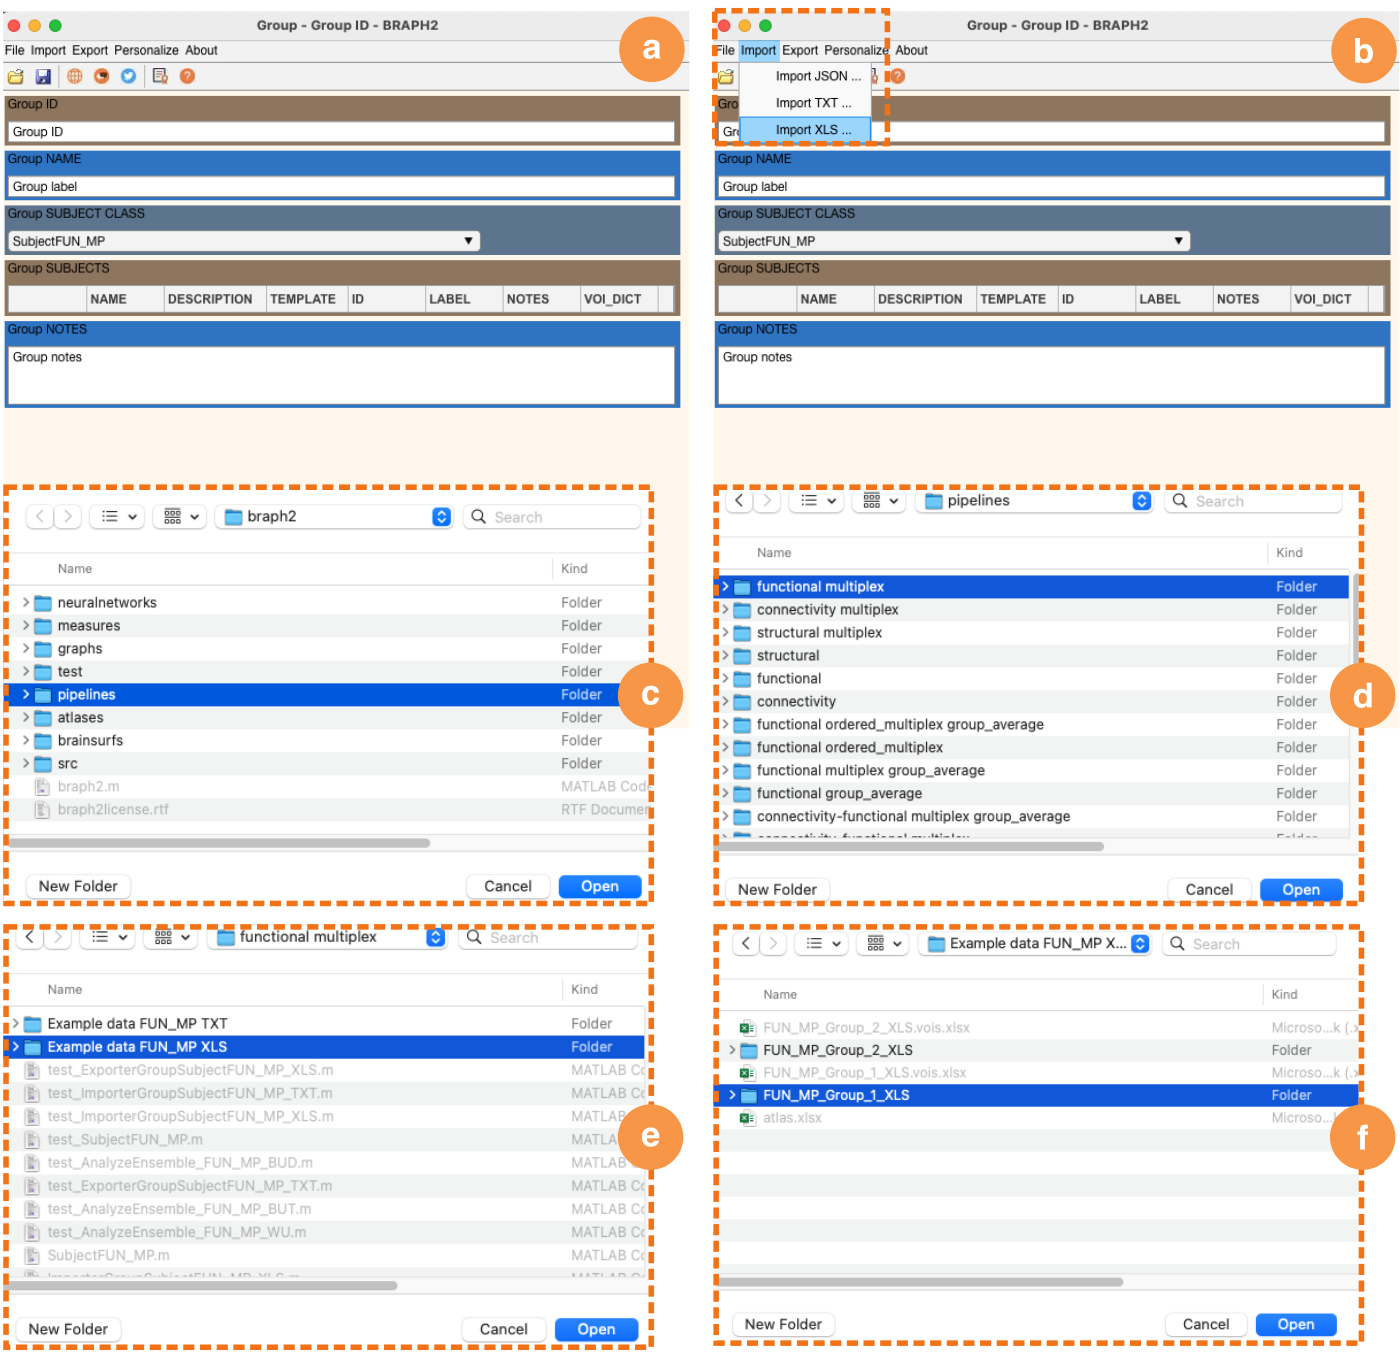 Group - Group ID - BRAPH2
a
File Import Export Personalize About
Group ID
Group ID
Group NAME
Group label
Group SUBJECT CLASS
SubjectFUN_MP
Group SUBJECTS
NAME DESCRIPTION TEMPLATE ID LABEL NOTES VOI_DICT
Group NOTES
Group notes
Group - Group ID - BRAPH2
b
File Import Export Personalize About
Import JSON ...
Import TXT ...
Import XLS ...
Gro
Gr
Group NAME
Group label
Group SUBJECT CLASS
SubjectFUN_MP
Group SUBJECTS
NAME DESCRIPTION TEMPLATE ID LABEL NOTES VOI_DICT
Group NOTES
Group notes
braph2 Search
Name Kind
neuralnetworks Folder
measures Folder
graphs Folder
test Folder
pipelines Folder
c
atlases Folder
brainsurfs Folder
src Folder
braph2.m MATLAB Code
braph2license.rtf RTF Documen
New Folder Cancel Open
pipelines Search
Name Kind
functional multiplex Folder
connectivity multiplex Folder
structural multiplex Folder
structural Folder
functional Folder
connectivity Folder
d
functional ordered_multiplex group_average Folder
functional ordered_multiplex Folder
functional multiplex group_average Folder
functional group_average Folder
connectivity-functional multiplex group_average Folder
connectivity-functional multiplex Folder
New Folder Cancel Open
functional multiplex Search
Name Kind
Example data FUN_MP TXT Folder
Example data FUN_MP XLS Folder
test_ExporterGroupSubjectFUN_MP_XLS.m MATLAB Co
test_ImporterGroupSubjectFUN_MP_TXT.m MATLAB Co
test_ImporterGroupSubjectFUN_MP_XLS.m MATLAB Co
test_SubjectFUN_MP.m MATLA
e
test_AnalyzeEnsemble_FUN_MP_BUD.m MATLAB Co
test_ExporterGroupSubjectFUN_MP_TXT.m MATLAB Co
test_AnalyzeEnsemble_FUN_MP_BUT.m MATLAB Co
test_AnalyzeEnsemble_FUN_MP_WU.m MATLAB Co
SubjectFUN_MP.m MATLAB Co
ImporterGroupSubjectFUN_MP_XLS.m MATLAB Co
New Folder Cancel Open
Example data FUN_MP X... Search
Name Kind
FUN_MP_Group_2_XLS.vois.xlsx Microso...k (.x
FUN_MP_Group_2_XLS Folder
FUN_MP_Group_1_XLS.vois.xlsx Microso...k (.x
FUN_MP_Group_1_XLS Folder
atlas.xlsx Microso...
f
New Folder Cancel Open